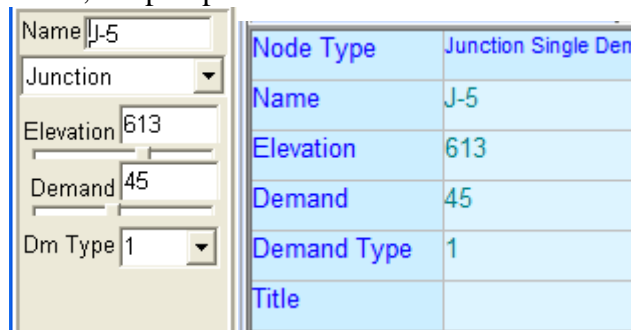 Name J-5
Junction
Elevation 613
Demand 45
Dm Type 1
Node Type Junction Single Dem
Name J-5
Elevation 613
Demand 45
Demand Type 1
Title